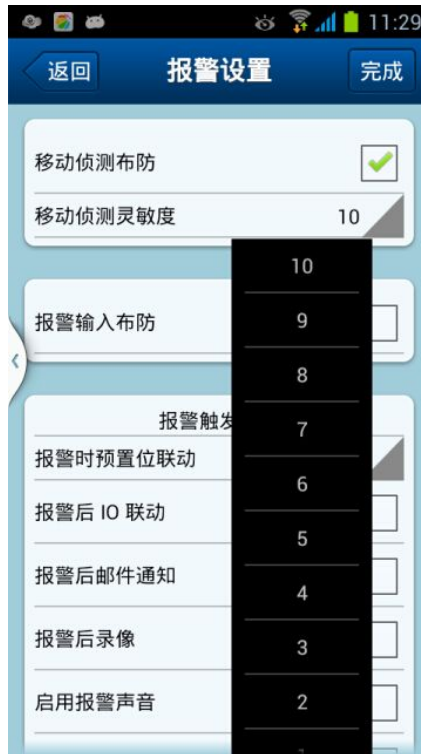 11:29
返回 报警设置 完成
移动侦测布防
移动侦测灵敏度 10
10
报警输入布防 9
8
报警触发
7
报警时预置位联动
6
报警后 IO 联动
5
报警后邮件通知 4
报警后录像 3
启用报警声音 2